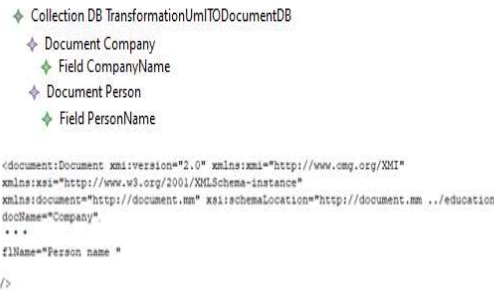 Collection DB TransformationUmlTODocumentDB
Document Company
Field CompanyName
Document Person
Field PersonName
<document:Document xmi:version="2.0" xmlns:xmi="http://www.omg.org/XMI"
xmlns:xsi="http://www.w3.org/2001/XMLSchema-instance"
xmlns:document="http://document.mm" xsi:schemaLocation="http://document.mm ../education
docName="Company".
...
flName="Person name "
/>